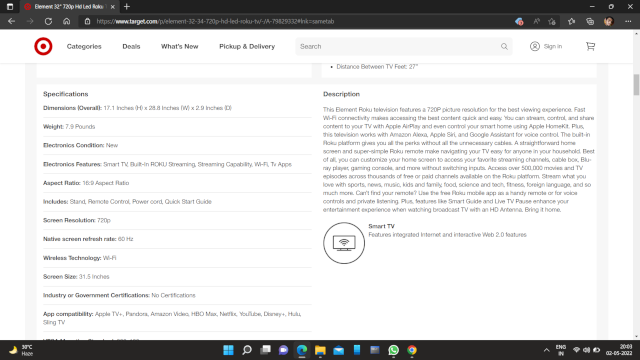 Element 32" 720p Hd Led Roku
https://www.target.com/p/element-32-34-720p-hd-led-roku-tv/-/A-79829332#lnk=sametab
Categories Deals What's New Pickup & Delivery Search Sign in
• Distance Between TV Feet: 27"
Specifications
Dimensions (Overall): 17.1 Inches (H) x 28.8 Inches (W) x 2.9 Inches (D)
Weight: 7.9 Pounds
Electronics Condition: New
Electronics Features: Smart TV, Built-In ROKU Streaming, Streaming Capability, Wi-Fi, Tv Apps
Aspect Ratio: 16:9 Aspect Ratio
Includes: Stand, Remote Control, Power cord, Quick Start Guide
Screen Resolution: 720p
Native screen refresh rate: 60 Hz
Wireless Technology: Wi-Fi
Screen Size: 31.5 inches
Industry or Government Certifications: No Certifications
App compatibility: Apple TV+, Pandora, Amazon Video, HBO Max, Netflix, YouTube, Disney+, Hulu,
Sling TV
Description
This Element Roku television features a 720P picture resolution for the best viewing experience. Fast
Wi-Fi connectivity makes accessing the best content quick and easy. You can stream, control, and share
content to your TV with Apple AirPlay and even control your smart home using Apple HomeKit. Plus,
this television works with Amazon Alexa, Apple Siri, and Google Assistant for voice control. The built-in
Roku platform gives you all the perks without all the unnecessary cables. A straightforward home
screen and super-simple Roku remote make navigating your TV easy for anyone in your household. Best
of all, you can customize your home screen to access your favorite streaming channels, cable box, Blu-
ray player, gaming console, and more without switching inputs. Access over 500,000 movies and TV
episodes across thousands of free or paid channels available on the Roku platform. Stream what you
love with sports, news, music, kids and family, food, science and tech, fitness, foreign language, and so
much more. Can't find your remote? Use the free Roku mobile app as a handy remote or for voice
controls and private listening. Plus, features like Smart Guide and Live TV Pause enhance your
entertainment experience when watching broadcast TV with an HD Antenna. Bring it home.
Smart TV
Features integrated Internet and interactive Web 2.0 features
30°C
Haze
ENG
IN
20:03
02-05-2022